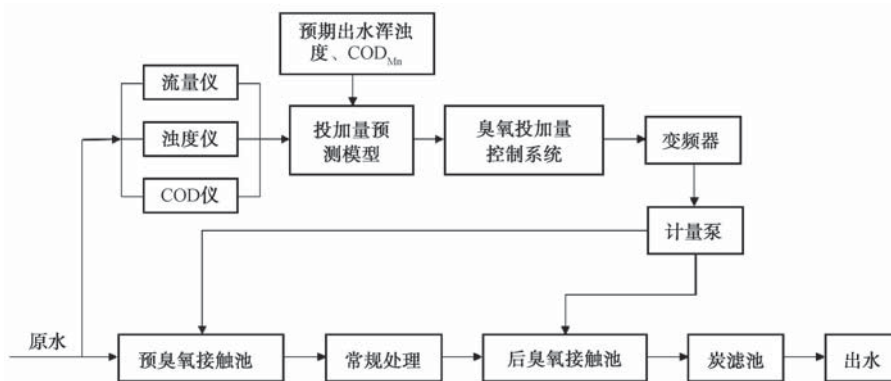 预期出水浑浊
度、COD_Mn
流量仪
浊度仪
COD仪
投加量预
测模型
臭氧投加量
控制系统
变频器
计量泵
原水
预臭氧接触池
常规处理
后臭氧接触池
炭滤池
出水